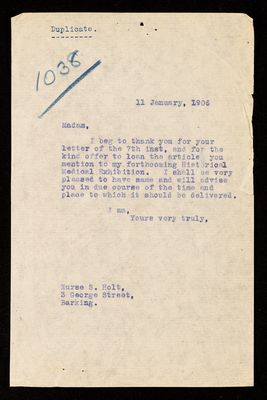 Duplicate.
1038
11 January, 1906
Madam,
I beg to thank you for your
letter of the 7th inst, and for the
kind offer to loan the article you
mention to my forthcoming Historical
Medical Exhibition. I shall be very
pleased to have same and will advise
you in due course of the time and
place to which it should be delivered.
I am,
Yours very truly,
Nurse S. Holt,
3 George Street,
Barking.